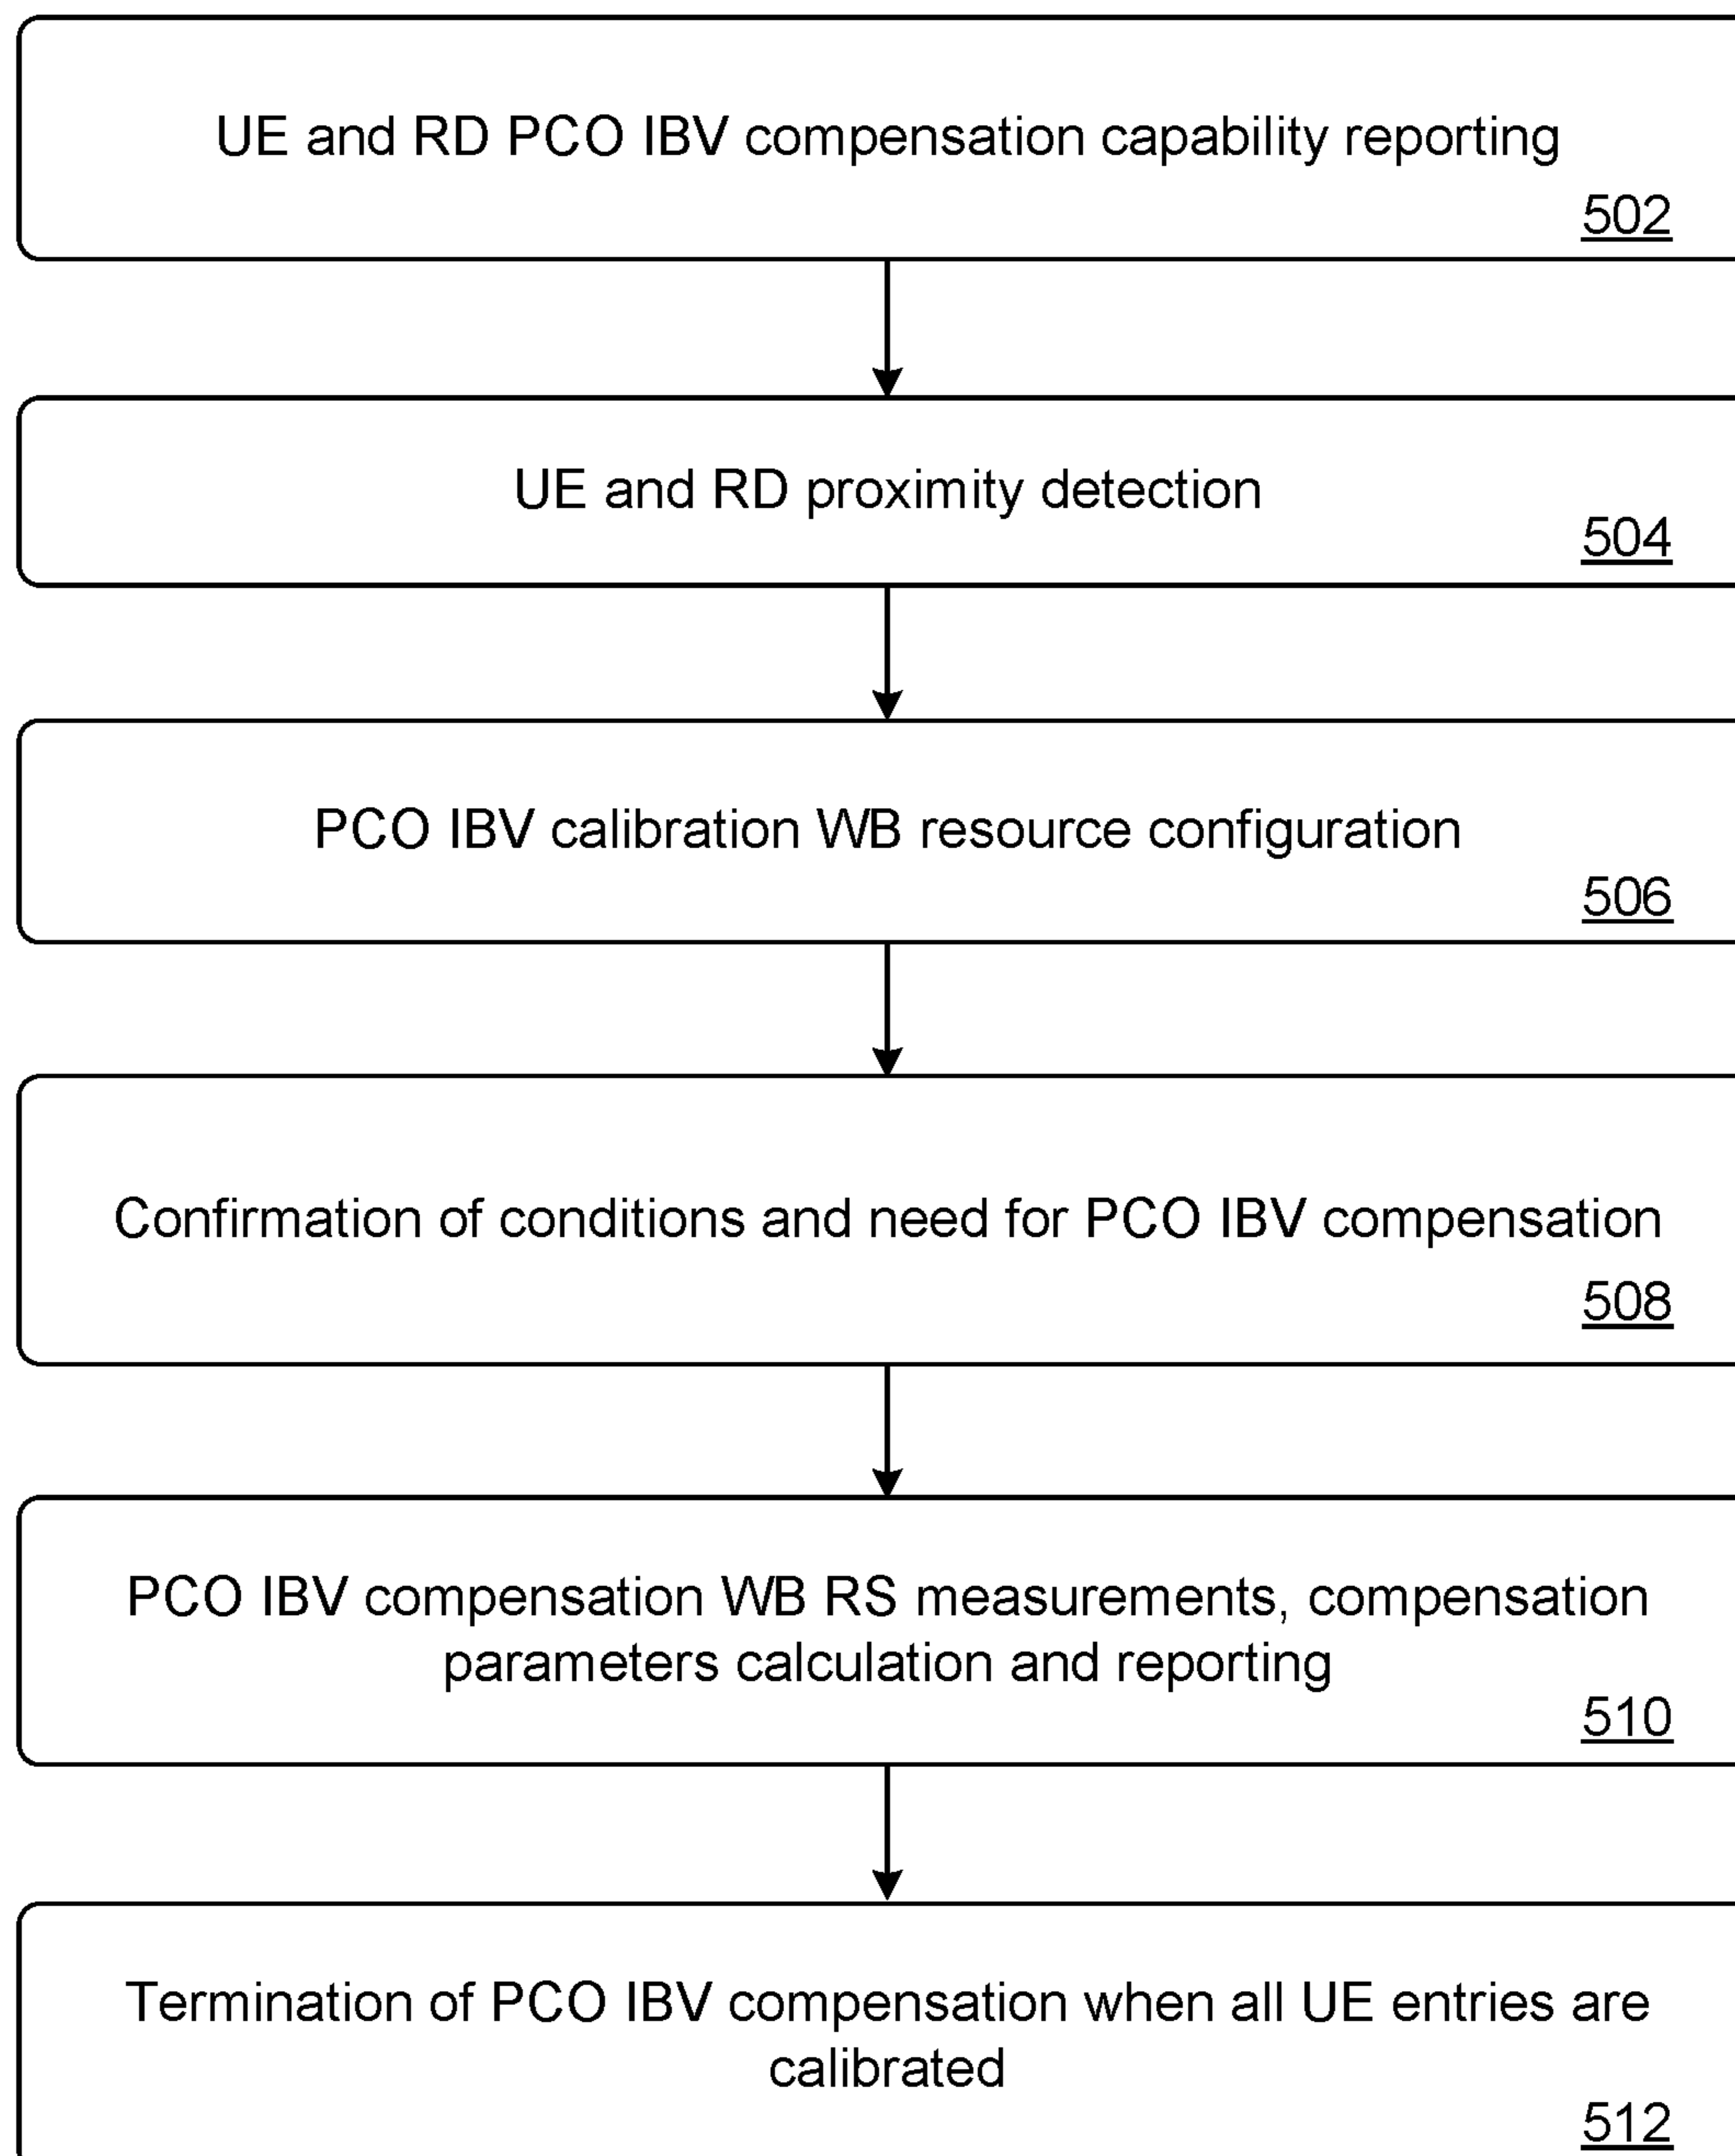 UE and RD PCO IBV compensation capability reporting
502
UE and RD proximity detection
504
PCO IBV calibration WB resource configuration
506
Confirmation of conditions and need for PCO IBV compensation
508
PCO IBV compensation WB RS measurements, compensation
parameters calculation and reporting
510
Termination of PCO IBV compensation when all UE entries are
calibrated
512